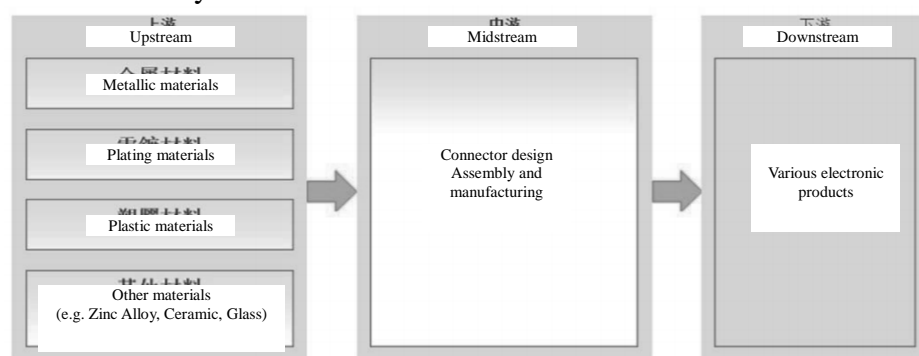 Upstream
Metallic materials
Plating materials
Plastic materials
Other materials
(e.g. Zinc Alloy, Ceramic, Glass)
Midstream
Connector design
Assembly and
manufacturing
Downstream
Various electronic
products